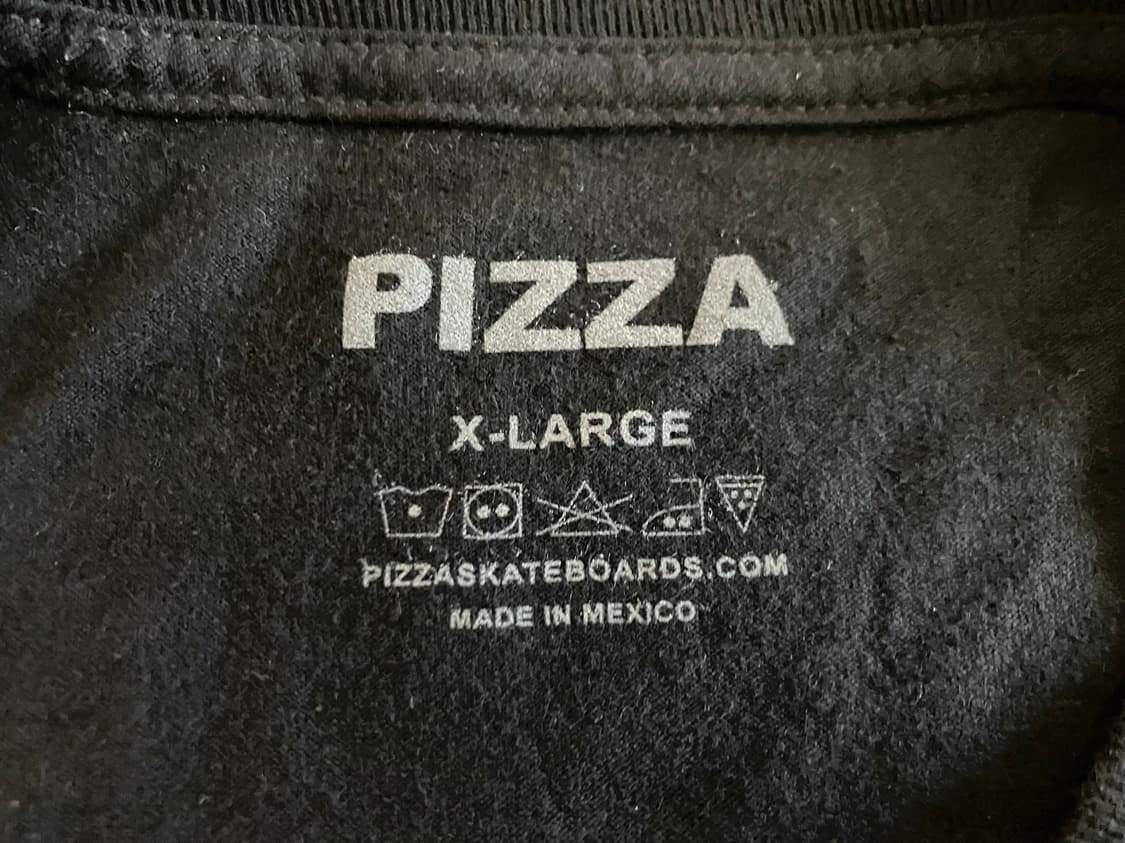 PIZZA
X-LARGE
PIZZASKATEBOARDS.COM
MADE IN MEXICO